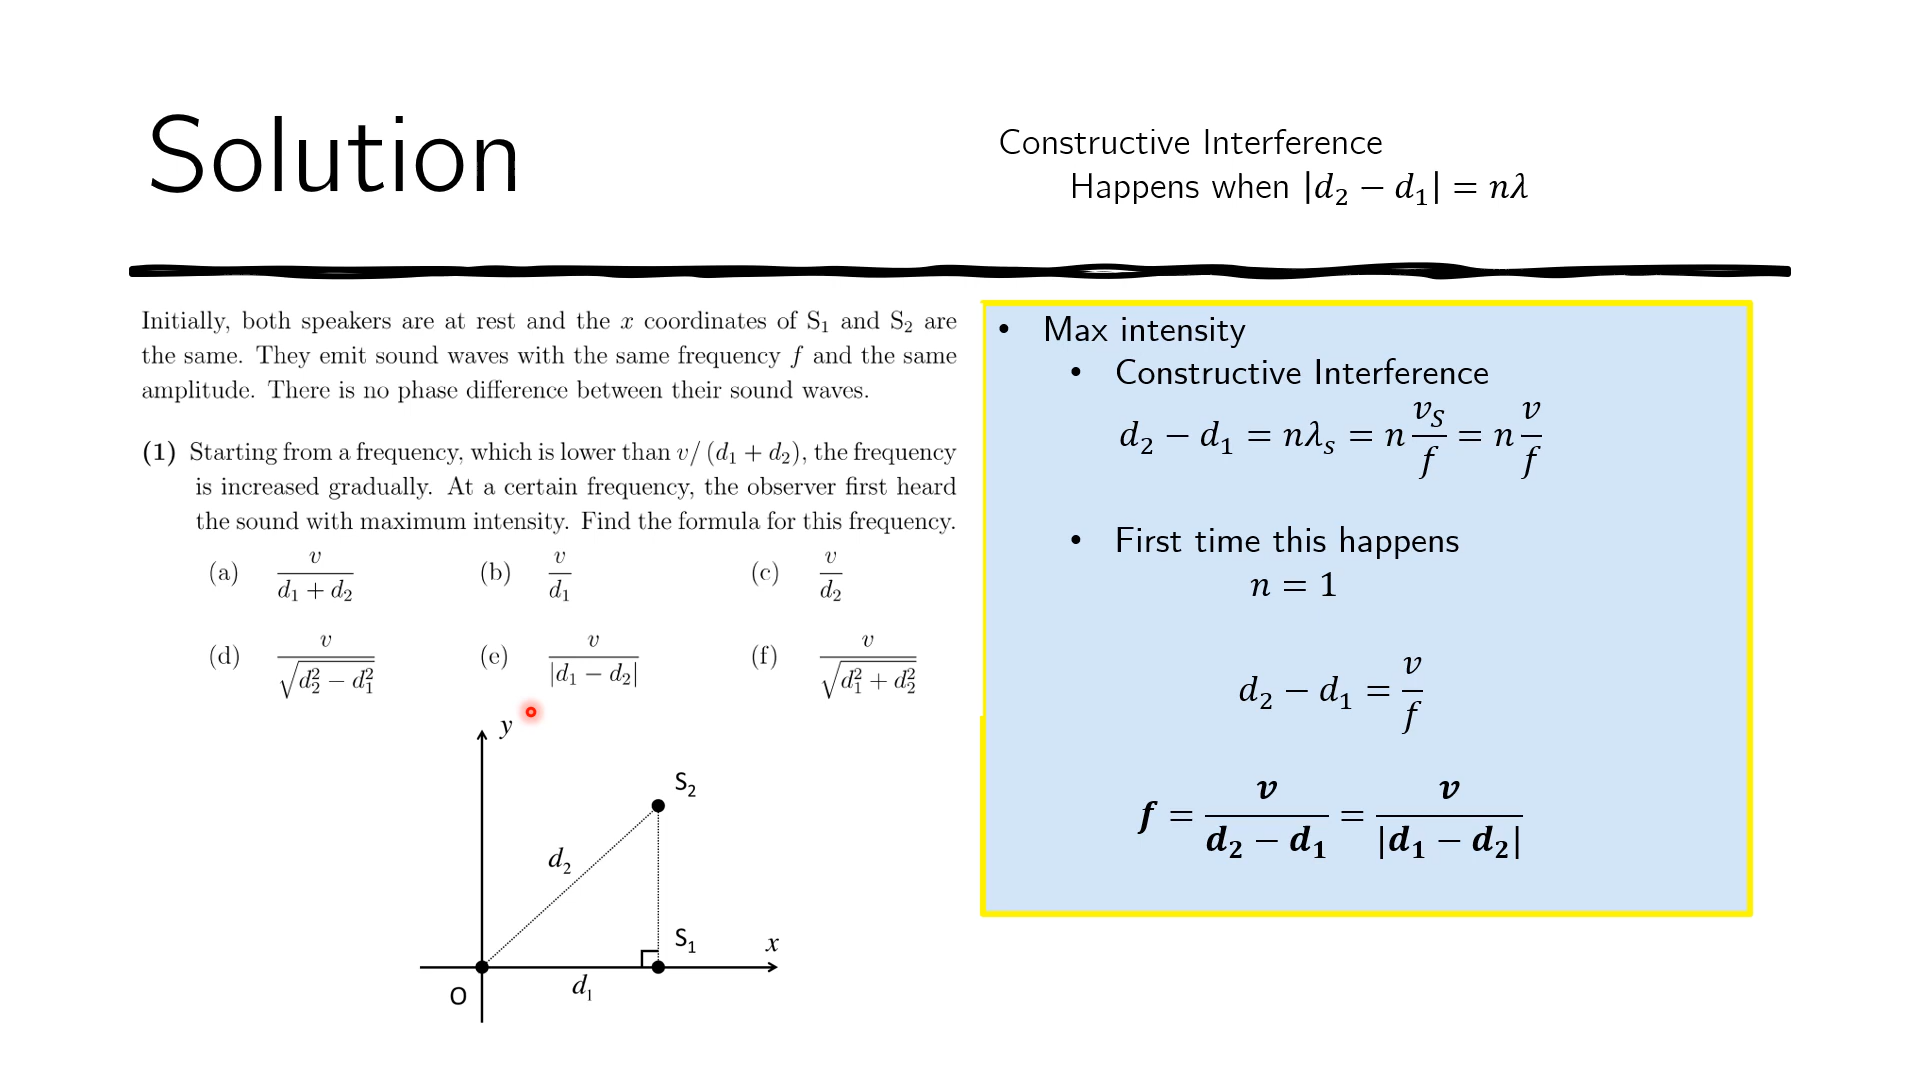 Solution
Constructive Interference
Happens when |d₂ − d₁| = nλ
Initially, both speakers are at rest and the x coordinates of S₁ and S₂ are
the same. They emit sound waves with the same frequency f and the same
amplitude. There is no phase difference between their sound waves.
(1) Starting from a frequency, which is lower than v/ (d₁ + d₂), the frequency
is increased gradually. At a certain frequency, the observer first heard
the sound with maximum intensity. Find the formula for this frequency.
(a) v/(d₁ + d₂) (b) v/d₁ (c) v/d₂
(d) v/√(d₂² − d₁²) (e) v/|d₁ − d₂| (f) v/√(d₁² + d₂²)
y
S₂
d₂
S₁
x
O
d₁
• Max intensity
• Constructive Interference
d₂ − d₁ = nλₛ = n v_S/f = n v/f
• First time this happens
n = 1
d₂ − d₁ = v/f
f = v/(d₂ − d₁) = v/|d₁ − d₂|